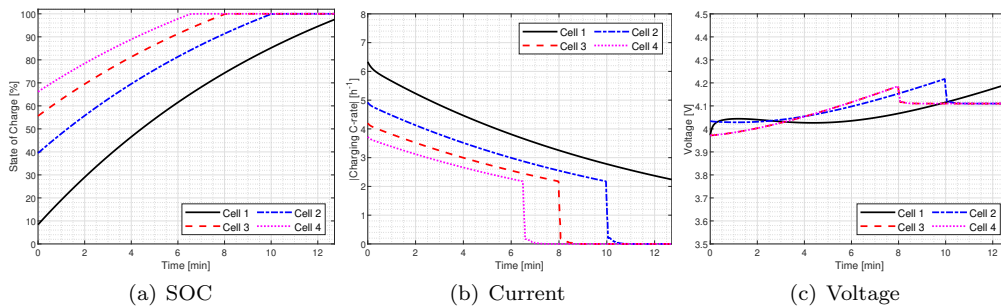 100
90
80
70
60
50
40
30
20
10
0
State of Charge [%]
Cell 1 Cell 2
Cell 3 Cell 4
0 2 4 6 8 10 12
Time [min]
(a) SOC
8
7
6
5
4
3
2
1
0
|Charging C-rate| [h⁻¹]
Cell 1 Cell 2
Cell 3 Cell 4
0 2 4 6 8 10 12
Time [min]
(b) Current
4.5
4.4
4.3
4.2
4.1
4
3.9
3.8
3.7
3.6
3.5
Voltage [V]
Cell 1 Cell 2
Cell 3 Cell 4
0 2 4 6 8 10 12
Time [min]
(c) Voltage